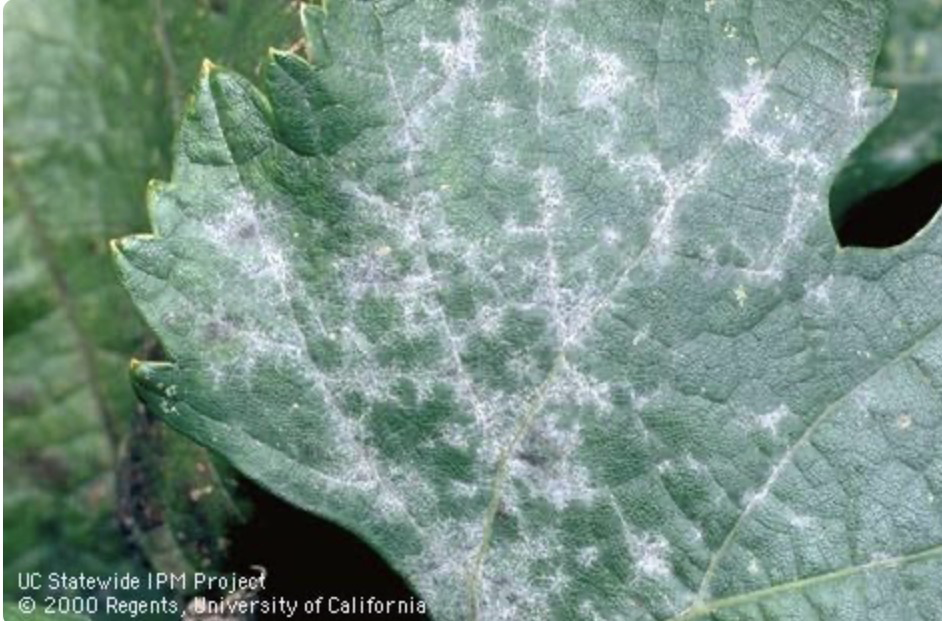 UC Statewide IPM Project
© 2000 Regents, University of California